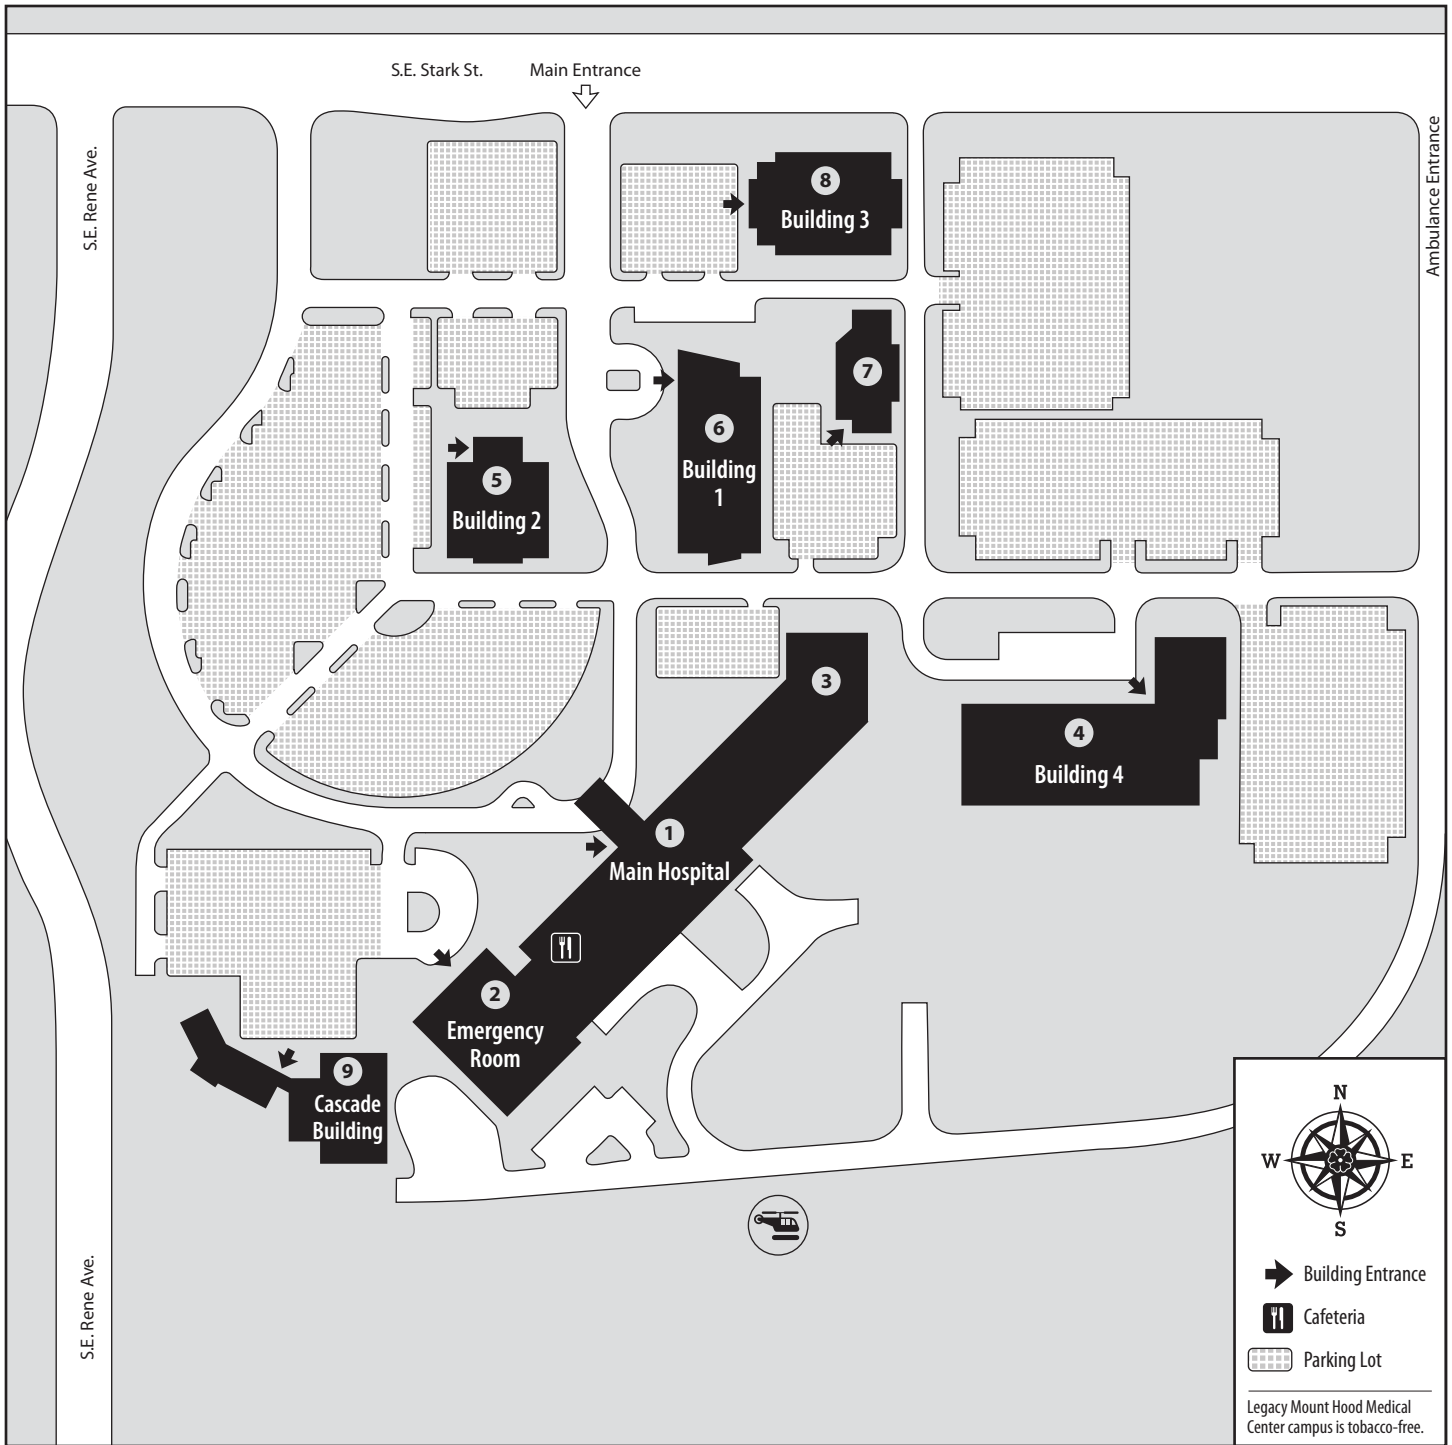 S.E. Stark St.
Main Entrance
S.E. Rene Ave.
Ambulance Entrance
8
Building 3
7
6
Building
1
5
Building 2
3
4
Building 4
1
Main Hospital
2
Emergency
Room
9
Cascade
Building
S.E. Rene Ave.
N
W
E
S
Building Entrance
Cafeteria
Parking Lot
Legacy Mount Hood Medical
Center campus is tobacco-free.